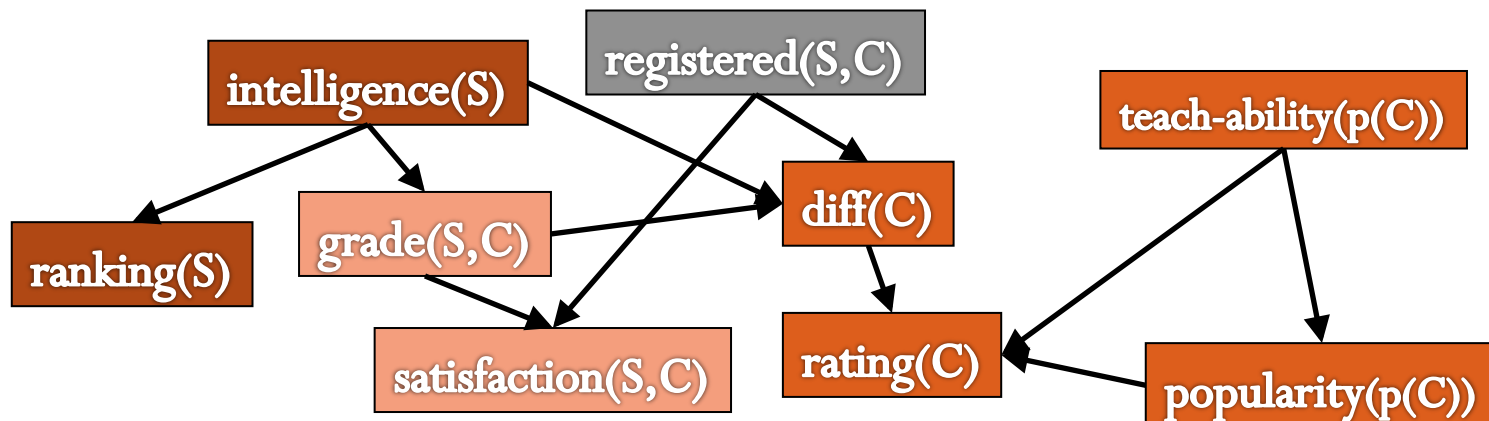 registered(S,C)
intelligence(S)
teach-ability(p(C))
diff(C)
grade(S,C)
ranking(S)
rating(C)
satisfaction(S,C)
popularity(p(C))